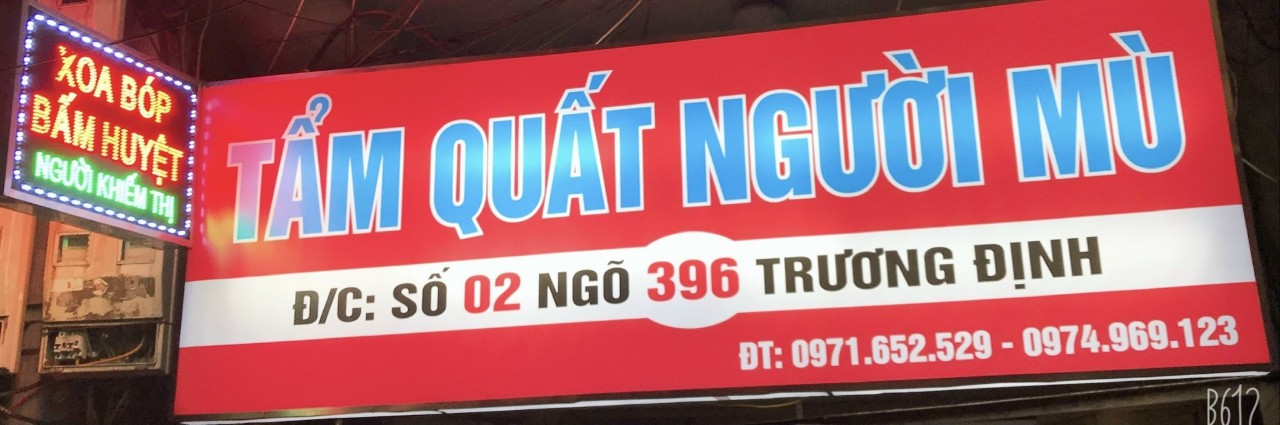 XOA BÓP
BẤM HUYỆT
NGƯỜI KHIẾM THỊ
TẨM QUẤT NGƯỜI MÙ
Đ/C: SỐ 02 NGÕ 396 TRƯƠNG ĐỊNH
ĐT: 0971.652.529 - 0974.969.123
B612